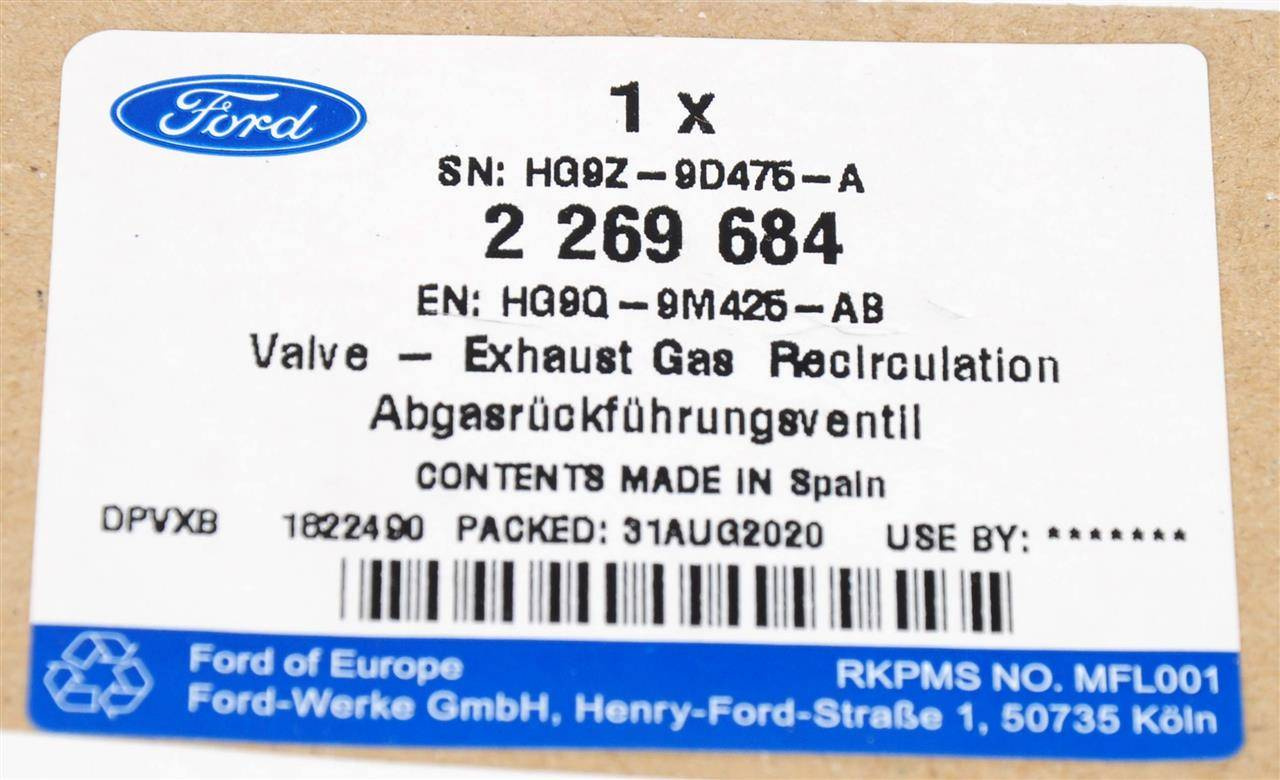 Ford
1 x
SN: HG9Z-9D475-A
2 269 684
EN: HG9Q-9M425-AB
Valve - Exhaust Gas Recirculation
Abgasrückführungsventil
CONTENTS MADE IN Spain
DPVXB 1822490 PACKED: 31AUG2020 USE BY: *******
Ford of Europe RKPMS NO. MFL001
Ford-Werke GmbH, Henry-Ford-Straße 1, 50735 Köln